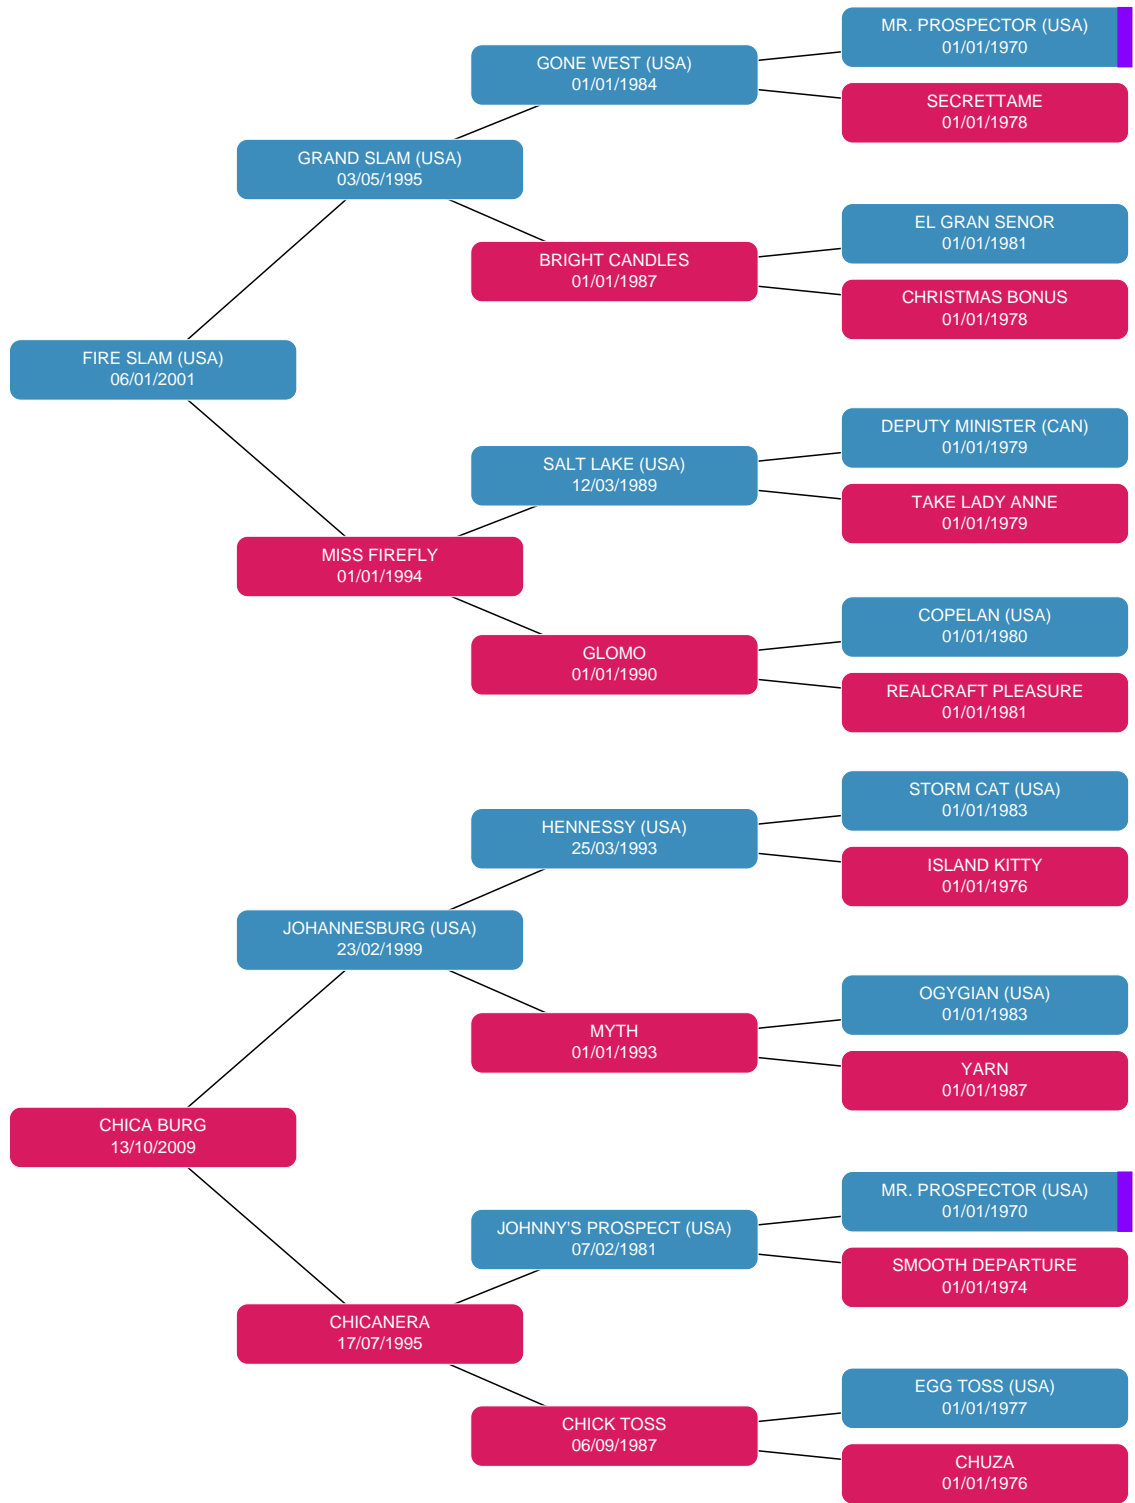 MR. PROSPECTOR (USA)
01/01/1970
GONE WEST (USA)
01/01/1984
SECRETTAME
01/01/1978
GRAND SLAM (USA)
03/05/1995
EL GRAN SENOR
01/01/1981
BRIGHT CANDLES
01/01/1987
CHRISTMAS BONUS
01/01/1978
FIRE SLAM (USA)
06/01/2001
DEPUTY MINISTER (CAN)
01/01/1979
SALT LAKE (USA)
12/03/1989
TAKE LADY ANNE
01/01/1979
MISS FIREFLY
01/01/1994
COPELAN (USA)
01/01/1980
GLOMO
01/01/1990
REALCRAFT PLEASURE
01/01/1981
STORM CAT (USA)
01/01/1983
HENNESSY (USA)
25/03/1993
ISLAND KITTY
01/01/1976
JOHANNESBURG (USA)
23/02/1999
OGYGIAN (USA)
01/01/1983
MYTH
01/01/1993
YARN
01/01/1987
CHICA BURG
13/10/2009
MR. PROSPECTOR (USA)
01/01/1970
JOHNNY'S PROSPECT (USA)
07/02/1981
SMOOTH DEPARTURE
01/01/1974
CHICANERA
17/07/1995
EGG TOSS (USA)
01/01/1977
CHICK TOSS
06/09/1987
CHUZA
01/01/1976